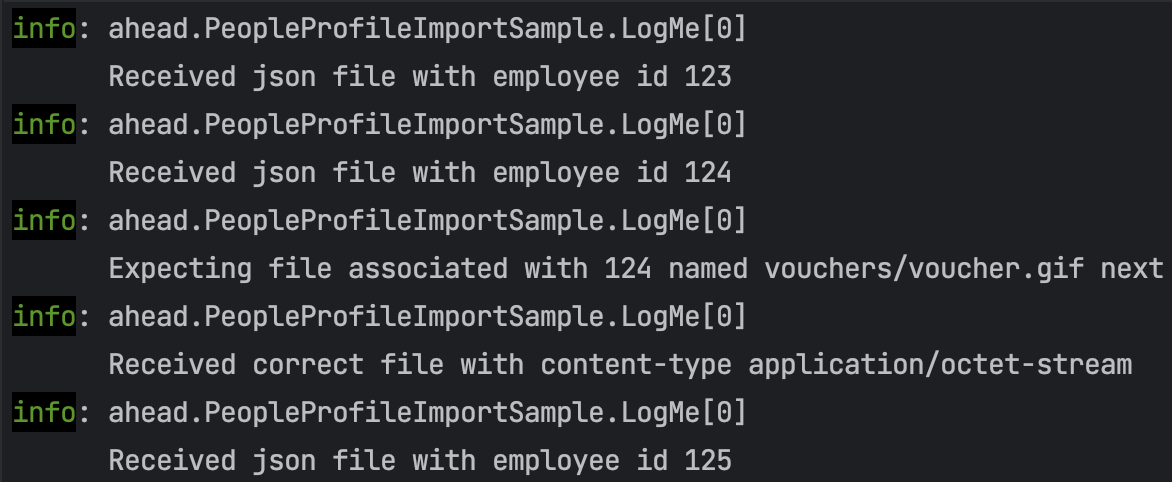 info: ahead.PeopleProfileImportSample.LogMe[0]
Received json file with employee id 123
info: ahead.PeopleProfileImportSample.LogMe[0]
Received json file with employee id 124
info: ahead.PeopleProfileImportSample.LogMe[0]
Expecting file associated with 124 named vouchers/voucher.gif next
info: ahead.PeopleProfileImportSample.LogMe[0]
Received correct file with content-type application/octet-stream
info: ahead.PeopleProfileImportSample.LogMe[0]
Received json file with employee id 125